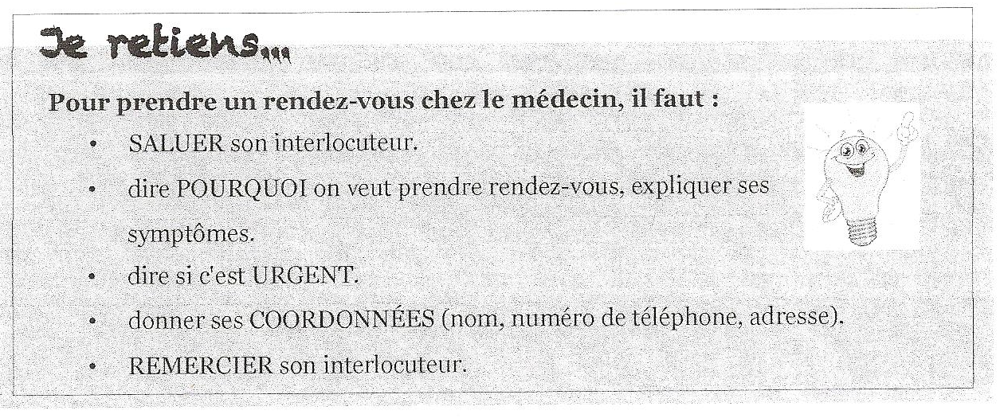 Je retiens...
Pour prendre un rendez-vous chez le médecin, il faut :
• SALUER son interlocuteur.
• dire POURQUOI on veut prendre rendez-vous, expliquer ses
symptômes.
• dire si c'est URGENT.
• donner ses COORDONNÉES (nom, numéro de téléphone, adresse).
• REMERCIER son interlocuteur.